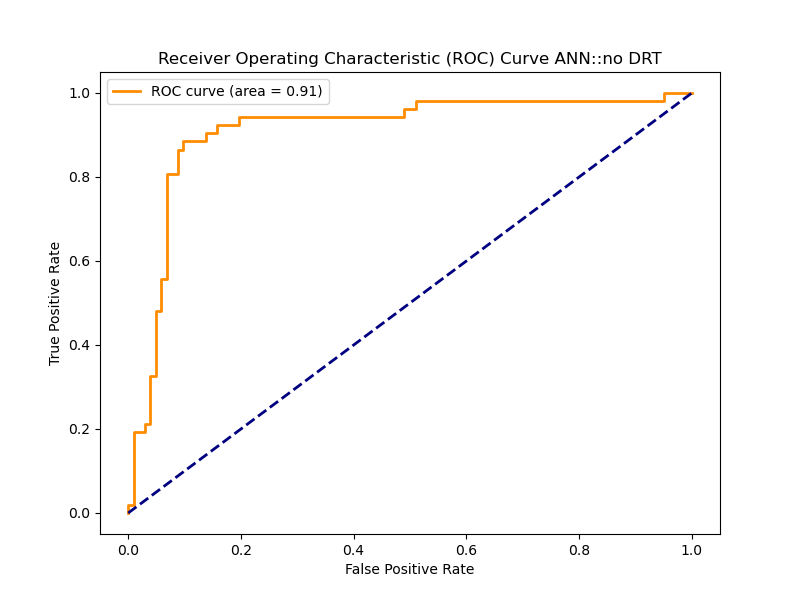 Receiver Operating Characteristic (ROC) Curve ANN::no DRT
ROC curve (area = 0.91)
1.0
0.8
0.6
0.4
0.2
0.0
True Positive Rate
0.0 0.2 0.4 0.6 0.8 1.0
False Positive Rate